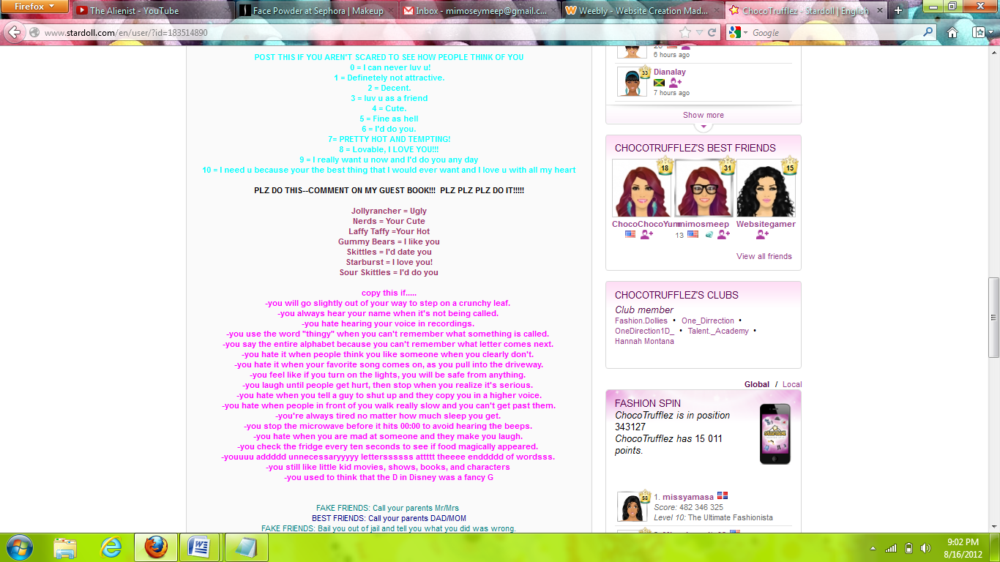 Firefox
The Alienist - YouTube
Face Powder at Sephora | Makeup
Inbox - mimoseymeep@gmail.c...
Weebly - Website Creation Mad...
ChocoTrufflez - Stardoll | English
www.stardoll.com/en/user/?id=183514890
Google
POST THIS IF YOU AREN'T SCARED TO SEE HOW PEOPLE THINK OF YOU
0 = I can never luv u!
1 = Definetely not attractive.
2 = Decent.
3 = luv u as a friend
4 = Cute.
5 = Fine as hell
6 = I'd do you.
7= PRETTY HOT AND TEMPTING!
8 = Lovable, I LOVE YOU!!!
9 = I really want u now and I'd do you any day
10 = I need u because your the best thing that I would ever want and I love u with all my heart
PLZ DO THIS--COMMENT ON MY GUEST BOOK!!! PLZ PLZ PLZ DO IT!!!!!
Jollyrancher = Ugly
Nerds = Your Cute
Laffy Taffy =Your Hot
Gummy Bears = I like you
Skittles = I'd date you
Starburst = I love you!
Sour Skittles = I'd do you
copy this if.....
-you will go slightly out of your way to step on a crunchy leaf.
-you always hear your name when it's not being called.
-you hate hearing your voice in recordings.
-you use the word "thingy" when you can't remember what something is called.
-you say the entire alphabet because you can't remember what letter comes next.
-you hate it when people think you like someone when you clearly don't.
-you hate it when your favorite song comes on, as you pull into the driveway.
-you feel like if you turn on the lights, you will be safe from anything.
-you laugh until people get hurt, then stop when you realize it's serious.
-you hate when you tell a guy to shut up and they copy you in a higher voice.
-you hate when people in front of you walk really slow and you can't get past them.
-you're always tired no matter how much sleep you get.
-you stop the microwave before it hits 00:00 to avoid hearing the beeps.
-you hate when you are mad at someone and they make you laugh.
-you check the fridge every ten seconds to see if food magically appeared.
-youuuu addddd unnecessaryyyyy letterssssss attttt theeee enddddd of wordsss.
-you still like little kid movies, shows, books, and characters
-you used to think that the D in Disney was a fancy G
FAKE FRIENDS: Call your parents Mr/Mrs
BEST FRIENDS: Call your parents DAD/MOM
FAKE FRIENDS: Bail you out of jail and tell you what you did was wrong.
6 hours ago
33
Dianalay
7 hours ago
Show more
CHOCOTRUFFLEZ'S BEST FRIENDS
18 31 15
ChocoChocoYum mimosmeep Websitegamer
13
View all friends
CHOCOTRUFFLEZ'S CLUBS
Club member
Fashion.Dollies • One_Dirrection •
OneDirection1D_ • Talent._Academy •
Hannah Montana
Global / Local
FASHION SPIN
ChocoTrufflez is in position
343127
ChocoTrufflez has 15 011
points.
stardoll
58
1. missyamasa
Score: 482 346 325
Level 10: The Ultimate Fashionista
9:02 PM
8/16/2012